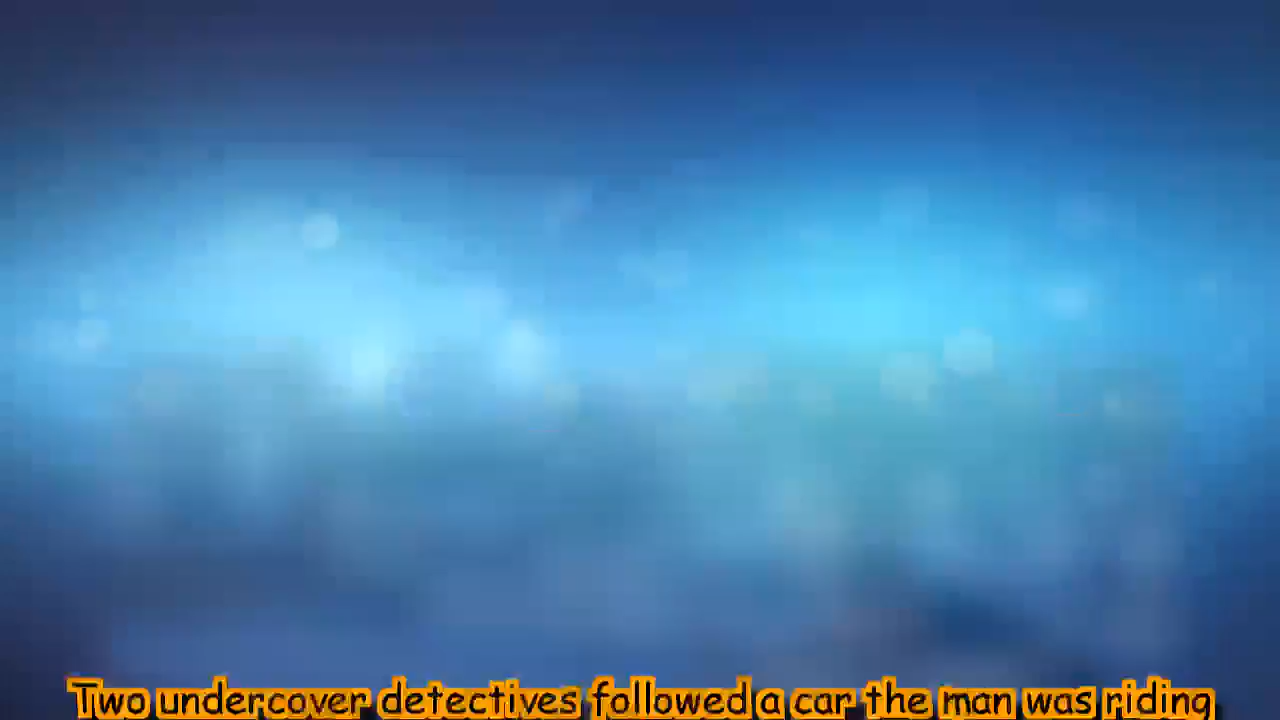 Two undercover detectives followed a car the man was riding